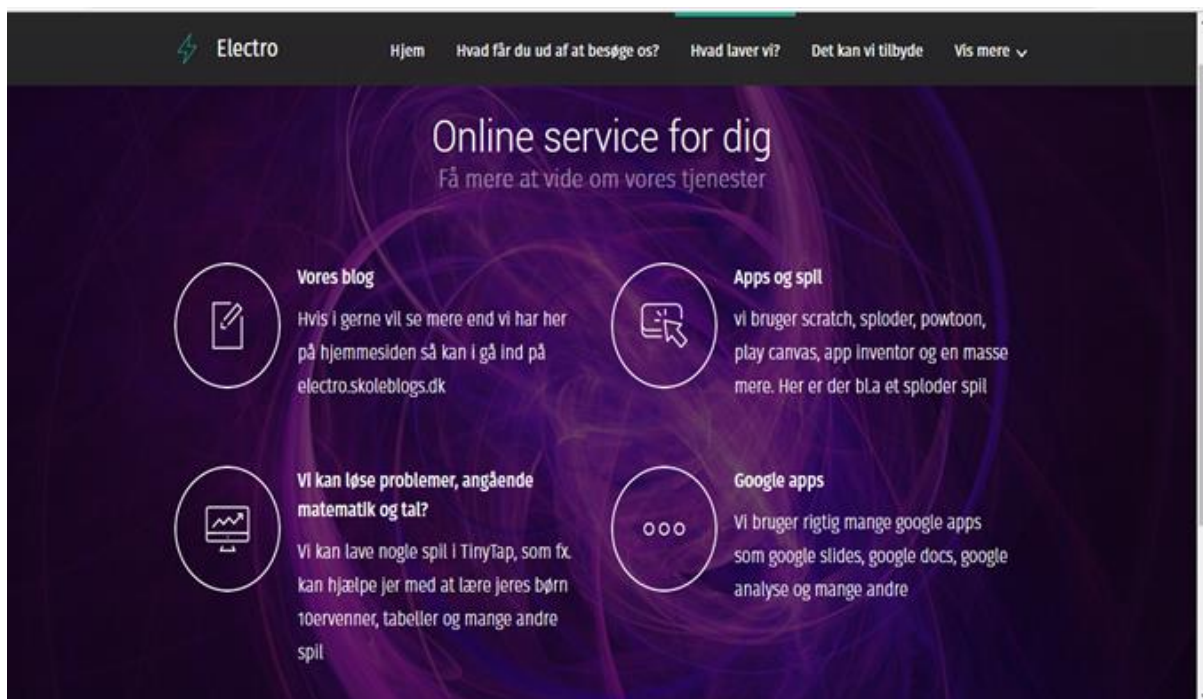 Electro
Hjem Hvad får du ud af at besøge os? Hvad laver vi? Det kan vi tilbyde Vis mere
Online service for dig
Få mere at vide om vores tjenester
Vores blog
Hvis i gerne vil se mere end vi har her
på hjemmesiden så kan i gå ind på
electro.skoleblogs.dk
Apps og spil
vi bruger scratch, sploder, powtoon,
play canvas, app inventor og en masse
mere. Her er der bl.a et sploder spil
Vi kan løse problemer, angående
matematik og tal?
Vi kan lave nogle spil i TinyTap, som fx.
kan hjælpe jer med at lære jeres børn
10ervenner, tabeller og mange andre
spil
Google apps
Vi bruger rigtig mange google apps
som google slides, google docs, google
analyse og mange andre